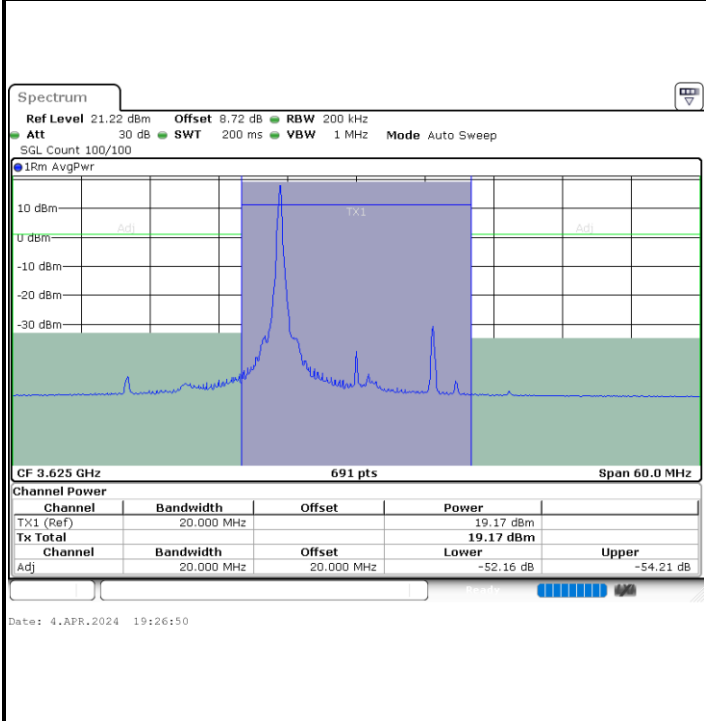 Spectrum
Ref Level 21.22 dBm Offset 8.72 dB RBW 200 kHz
Att 30 dB SWT 200 ms VBW 1 MHz Mode Auto Sweep
SGL Count 100/100
1Rm AvgPwr
10 dBm
TX1
Adj Adj
0 dBm
-10 dBm
-20 dBm
-30 dBm
CF 3.625 GHz 691 pts Span 60.0 MHz
Channel Power
Channel Bandwidth Offset Power
TX1 (Ref) 20.000 MHz 19.17 dBm
Tx Total 19.17 dBm
Channel Bandwidth Offset Lower Upper
Adj 20.000 MHz 20.000 MHz -52.16 dB -54.21 dB
Ready
Date: 4.APR.2024 19:26:50